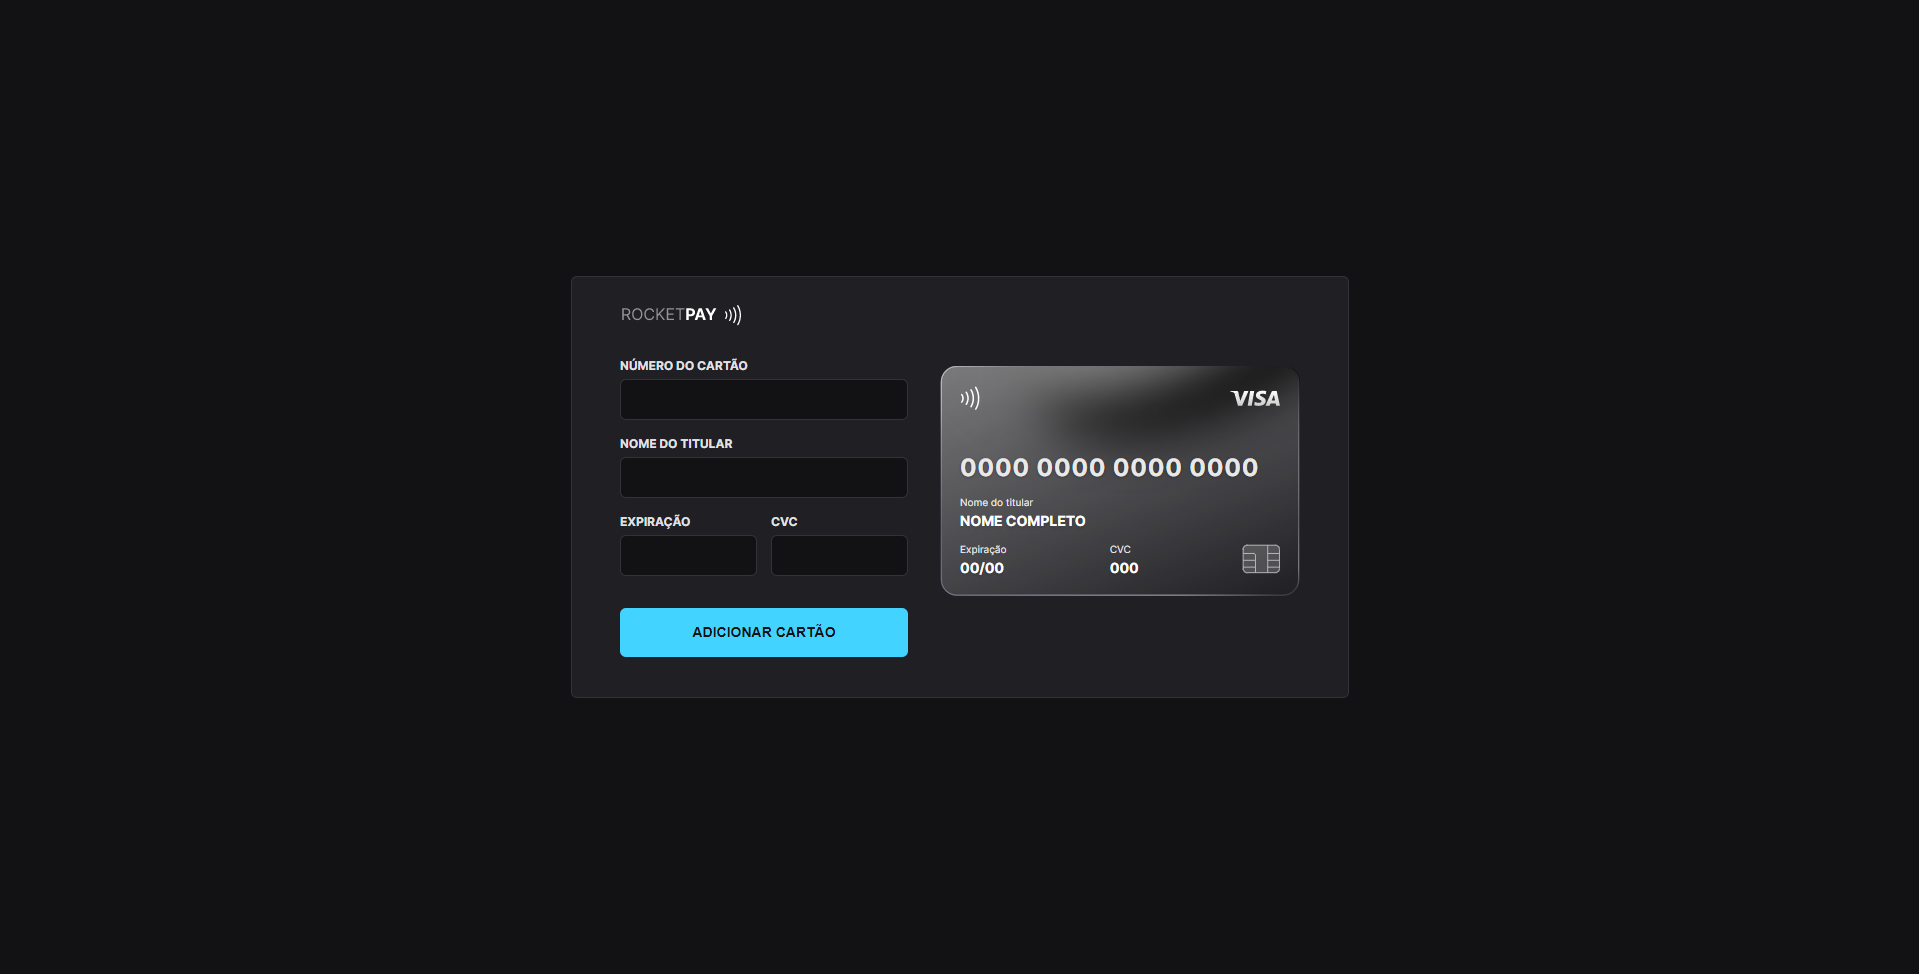 ROCKETPAY
NÚMERO DO CARTÃO
NOME DO TITULAR
EXPIRAÇÃO CVC
ADICIONAR CARTÃO
VISA
0000 0000 0000 0000
Nome do titular
NOME COMPLETO
Expiração CVC
00/00 000